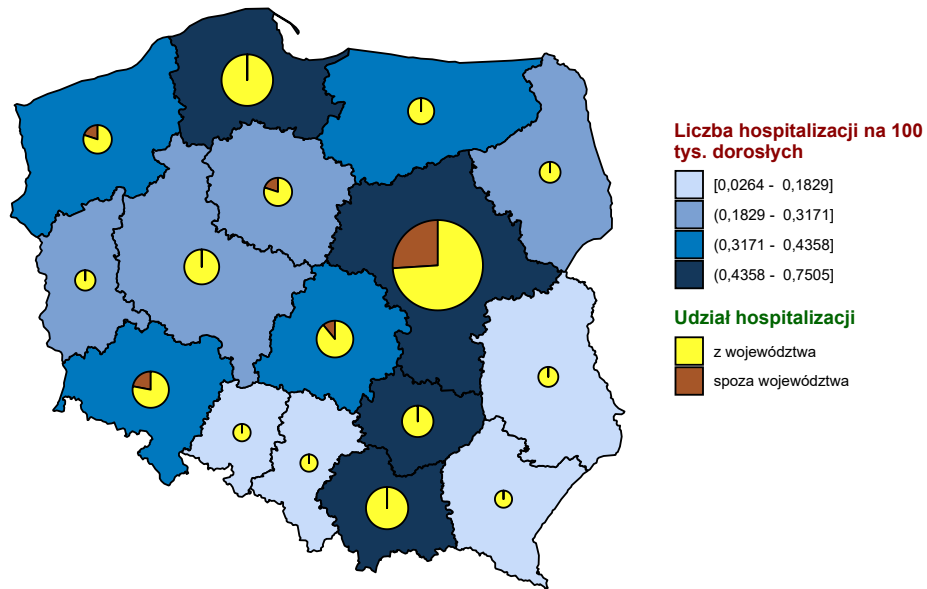 Liczba hospitalizacji na 100
tys. dorosłych
[0,0264 - 0,1829]
(0,1829 - 0,3171]
(0,3171 - 0,4358]
(0,4358 - 0,7505]
Udział hospitalizacji
z województwa
spoza województwa